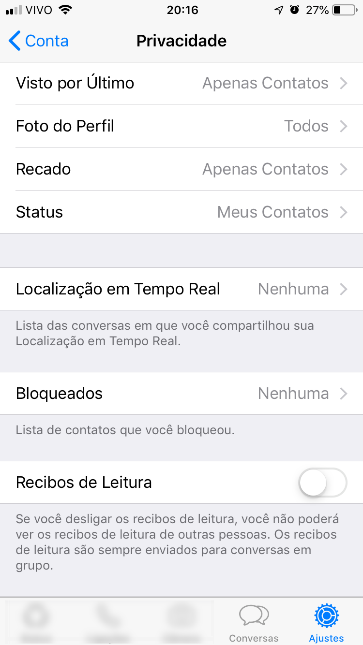 VIVO 20:16 27%
Conta Privacidade
Visto por Último Apenas Contatos
Foto do Perfil Todos
Recado Apenas Contatos
Status Meus Contatos
Localização em Tempo Real Nenhuma
Lista das conversas em que você compartilhou sua
Localização em Tempo Real.
Bloqueados Nenhuma
Lista de contatos que você bloqueou.
Recibos de Leitura
Se você desligar os recibos de leitura, você não poderá
ver os recibos de leitura de outras pessoas. Os recibos
de leitura são sempre enviados para conversas em
grupo.
Conversas Ajustes